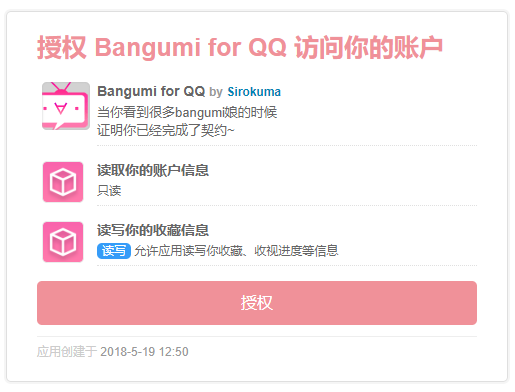 授权 Bangumi for QQ 访问你的账户
Bangumi for QQ by Sirokuma
当你看到很多bangumi娘的时候
证明你已经完成了契约~
读取你的账户信息
只读
读写你的收藏信息
读写 允许应用读写你收藏、收视进度等信息
授权
应用创建于 2018-5-19 12:50